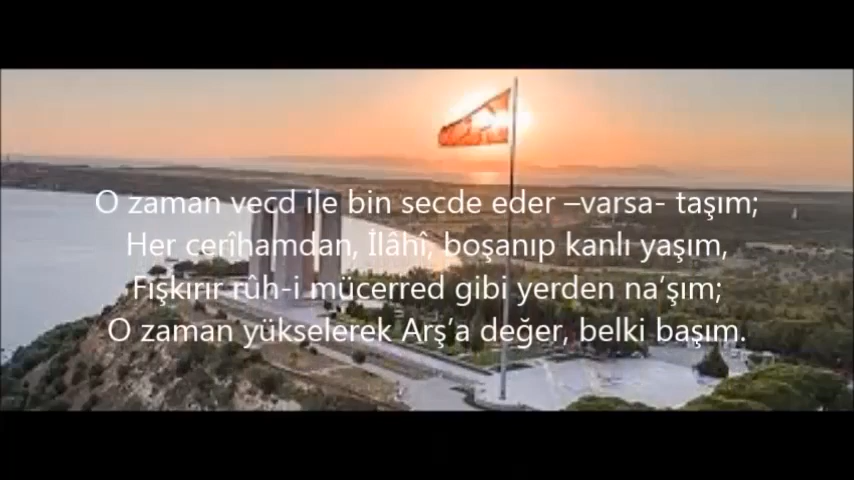 O zaman vecd ile bin secde eder –varsa- taşım;
Her cerîhamdan, İlâhî, boşanıp kanlı yaşım,
Fışkırır rûh-i mücerred gibi yerden na’şım;
O zaman yükselerek Arş’a değer, belki başım.